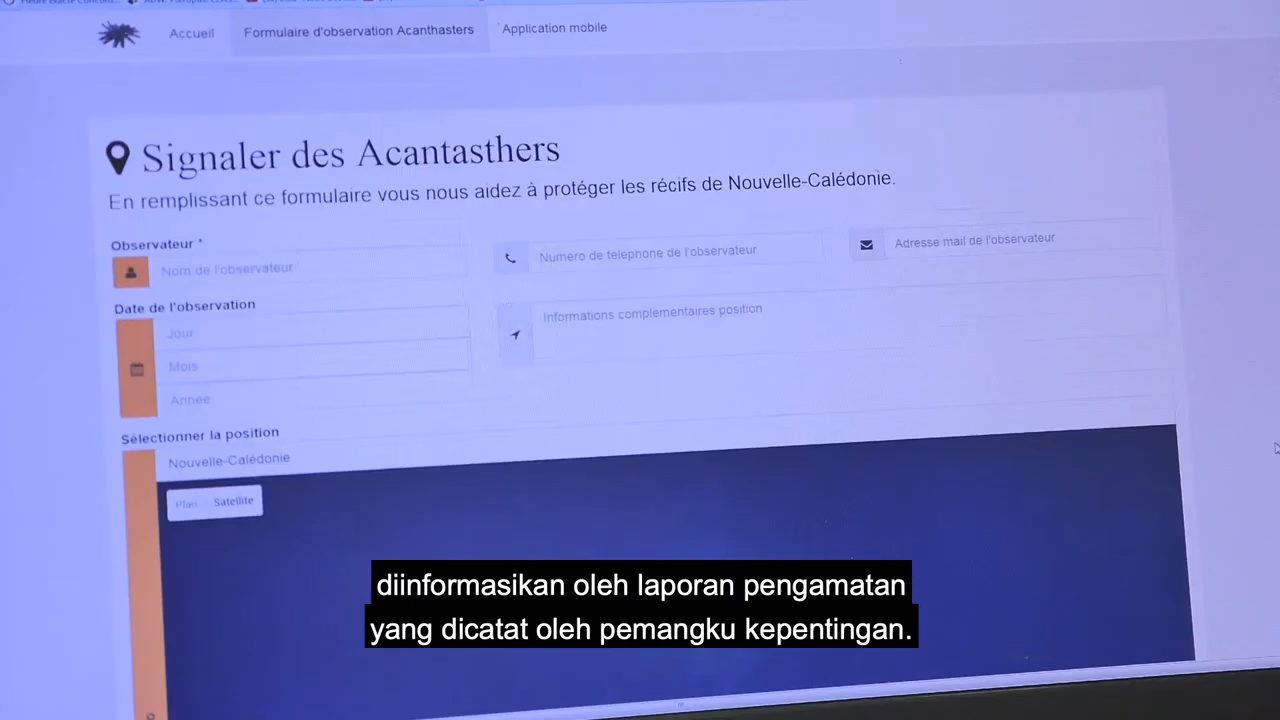 Accueil
Formulaire d'observation Acanthasters
`Application mobile
Signaler des Acantasthers
En remplissant ce formulaire vous nous aidez à protéger les récifs de Nouvelle-Calédonie.
Observateur *
Nom de l'observateur
Numero de telephone de l'observateur
Adresse mail de l'observateur
Date de l'observation
Jour
Mois
Annee
Informations complementaires position
Sélectionner la position
Nouvelle-Caledonie
Plan
Satellite
diinformasikan oleh laporan pengamatan
yang dicatat oleh pemangku kepentingan.